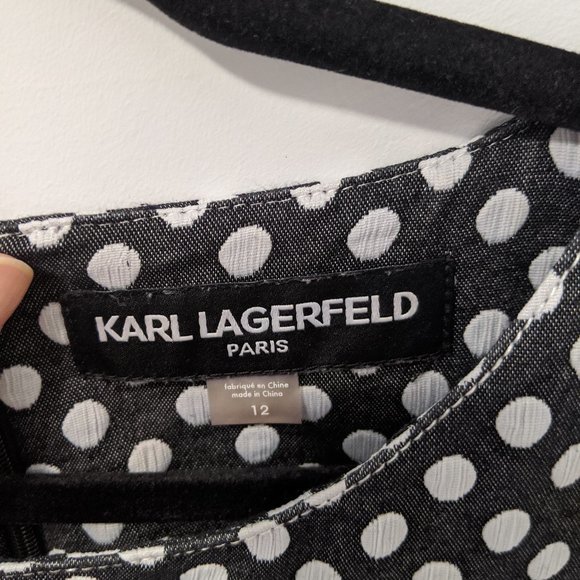 KARL LAGERFELD
PARIS
fabriqué en Chine
made in China
12